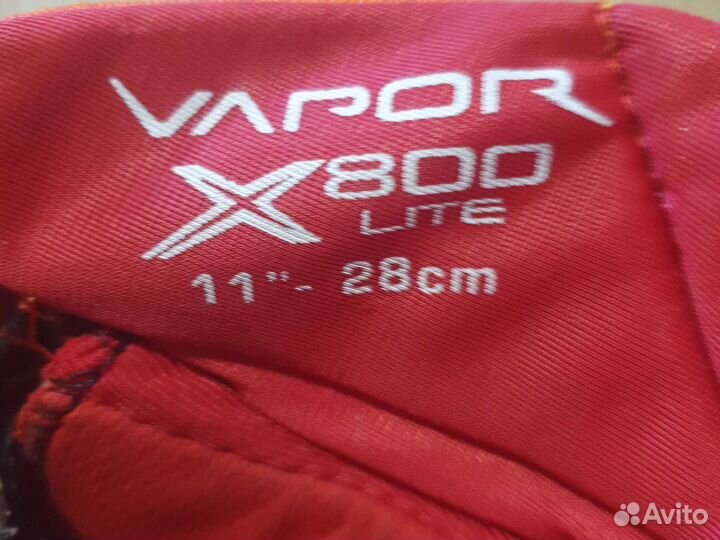 VAPOR
X800
LITE
11" - 28cm
Avito